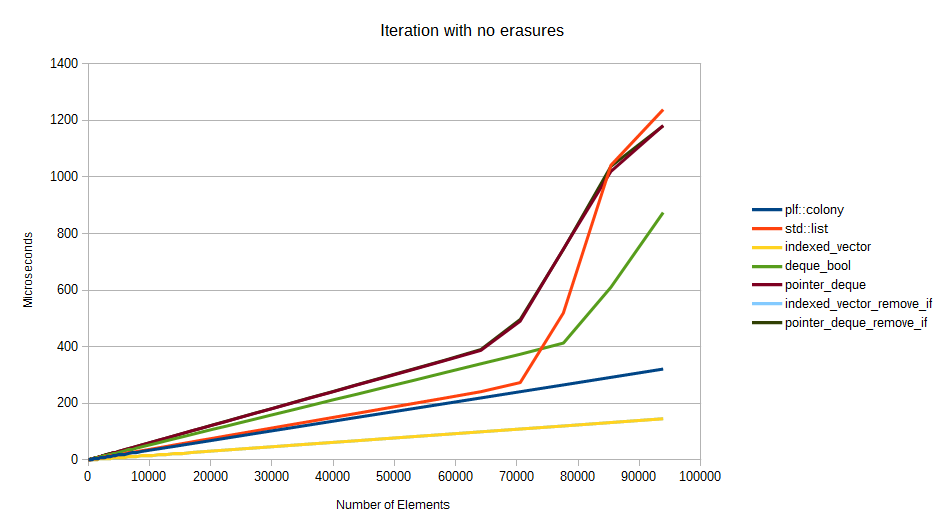 Iteration with no erasures
1400
1200
1000
800
600
400
200
0
Microseconds
0 10000 20000 30000 40000 50000 60000 70000 80000 90000 100000
Number of Elements
plf::colony
std::list
indexed_vector
deque_bool
pointer_deque
indexed_vector_remove_if
pointer_deque_remove_if